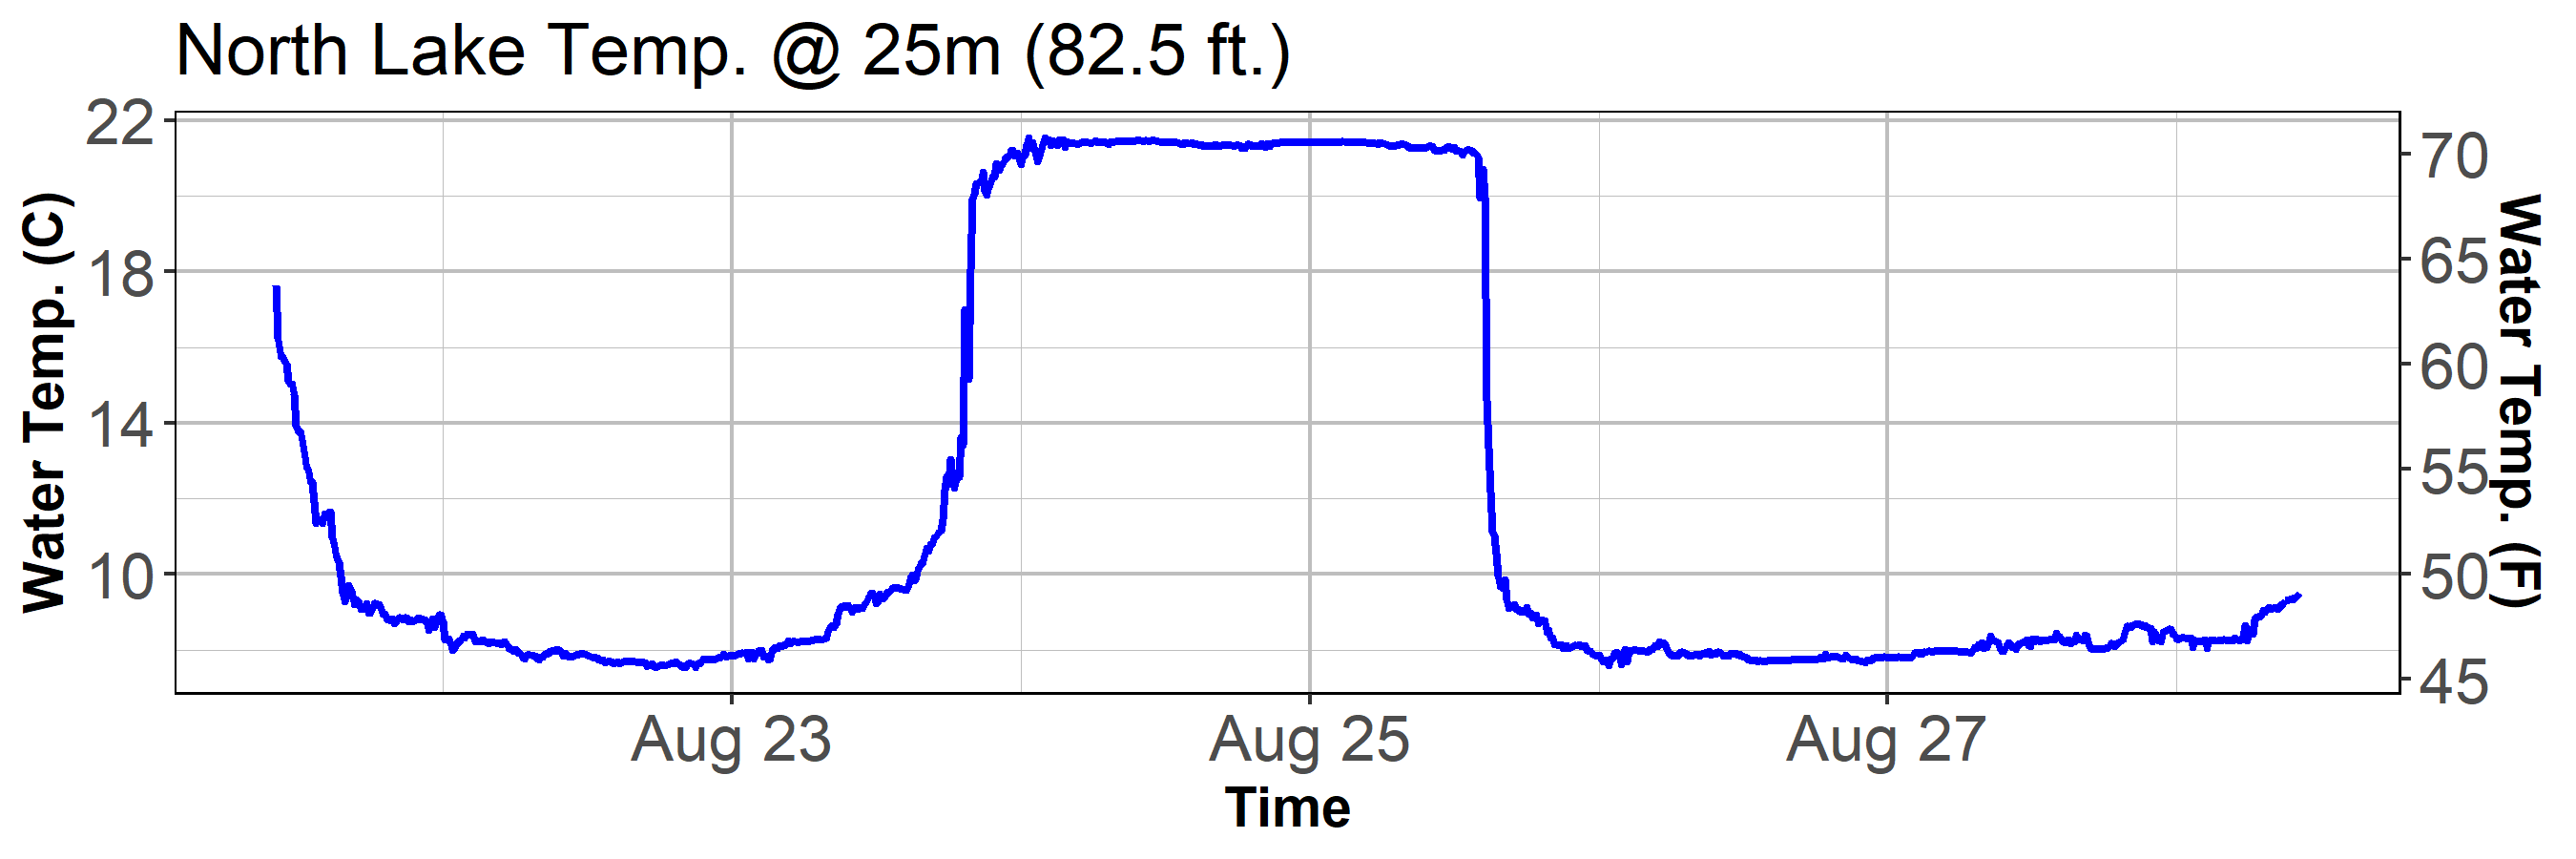 North Lake Temp. @ 25m (82.5 ft.)
Water Temp. (C)
22
18
14
10
70
65
60
55
50
45
Water Temp. (F)
Aug 23 Aug 25 Aug 27
Time